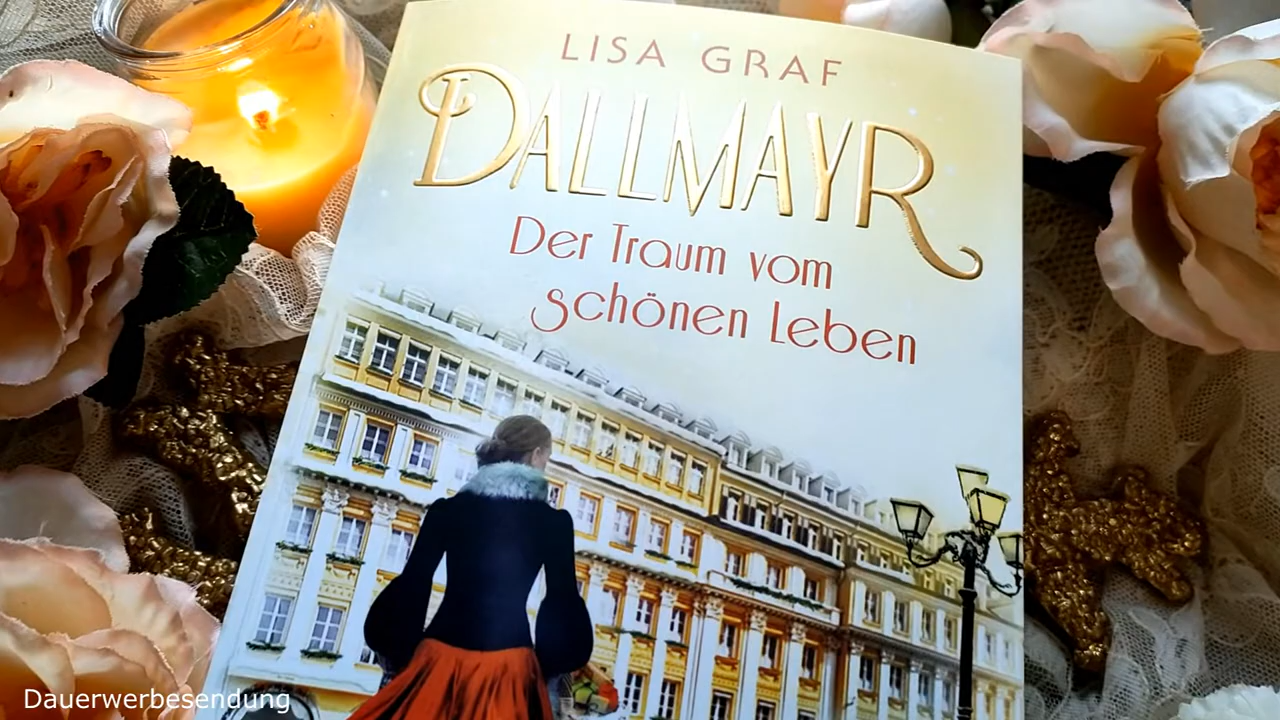 LISA GRAF
DALLMAYR
Der Traum vom
schönen Leben
Dauerwerbesendung